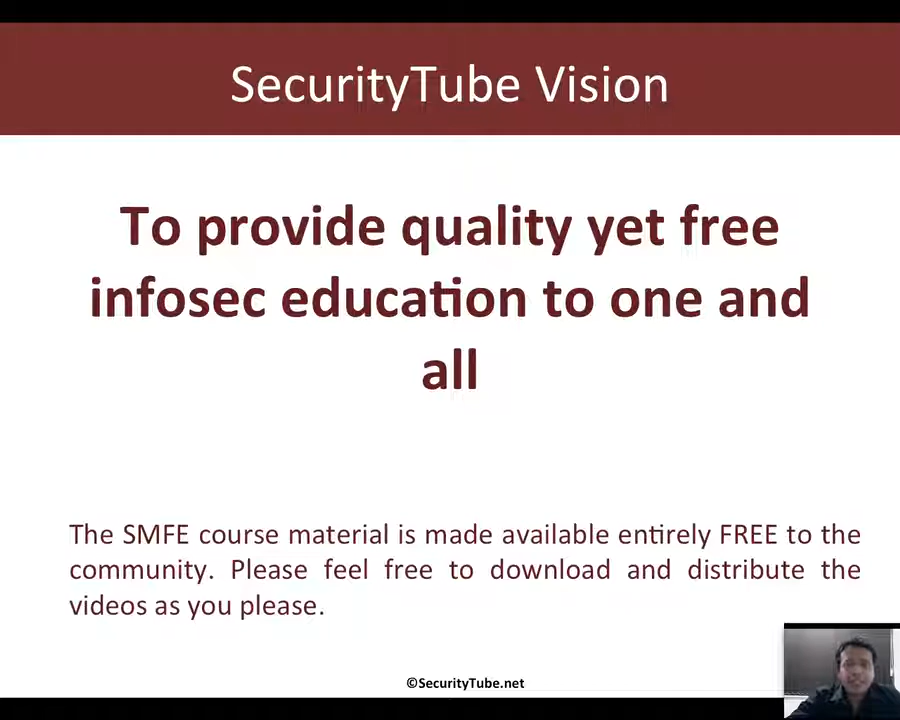 SecurityTube Vision
To provide quality yet free
infosec education to one and
all
The SMFE course material is made available entirely FREE to the
community. Please feel free to download and distribute the
videos as you please.
©SecurityTube.net